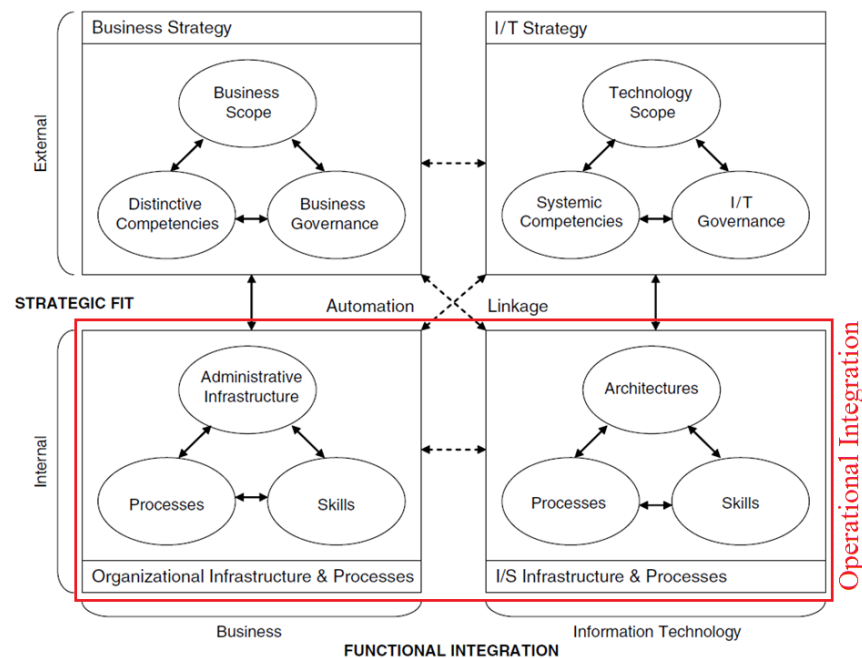 Business Strategy
I/T Strategy
External
Business
Scope
Distinctive
Competencies
Business
Governance
Technology
Scope
Systemic
Competencies
I/T
Governance
STRATEGIC FIT
Automation
Linkage
Internal
Administrative
Infrastructure
Processes
Skills
Architectures
Processes
Skills
Operational Integration
Organizational Infrastructure & Processes
I/S Infrastructure & Processes
Business
Information Technology
FUNCTIONAL INTEGRATION